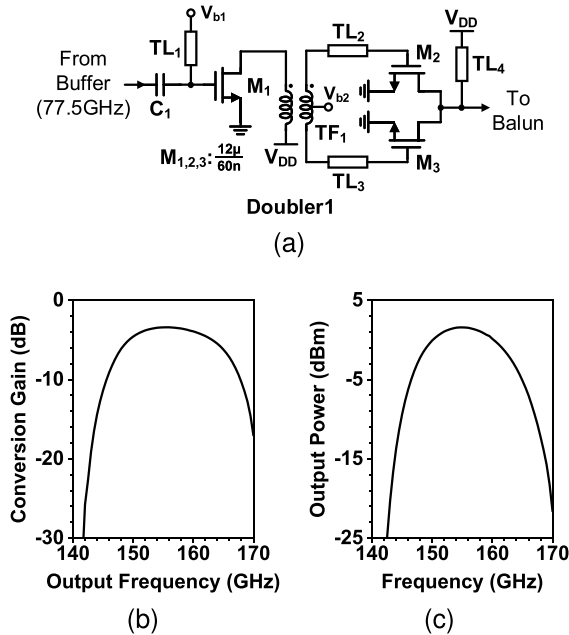 V_b1
TL_1
From
Buffer
(77.5GHz)
C_1
M_1
M_1,2,3: 12μ/60n
V_DD
TF_1
V_b2
TL_2
TL_3
M_2
M_3
V_DD
TL_4
To
Balun
Doubler1
(a)
Conversion Gain (dB)
0
-10
-20
-30
140 150 160 170
Output Frequency (GHz)
(b)
Output Power (dBm)
5
-5
-15
-25
140 150 160 170
Frequency (GHz)
(c)